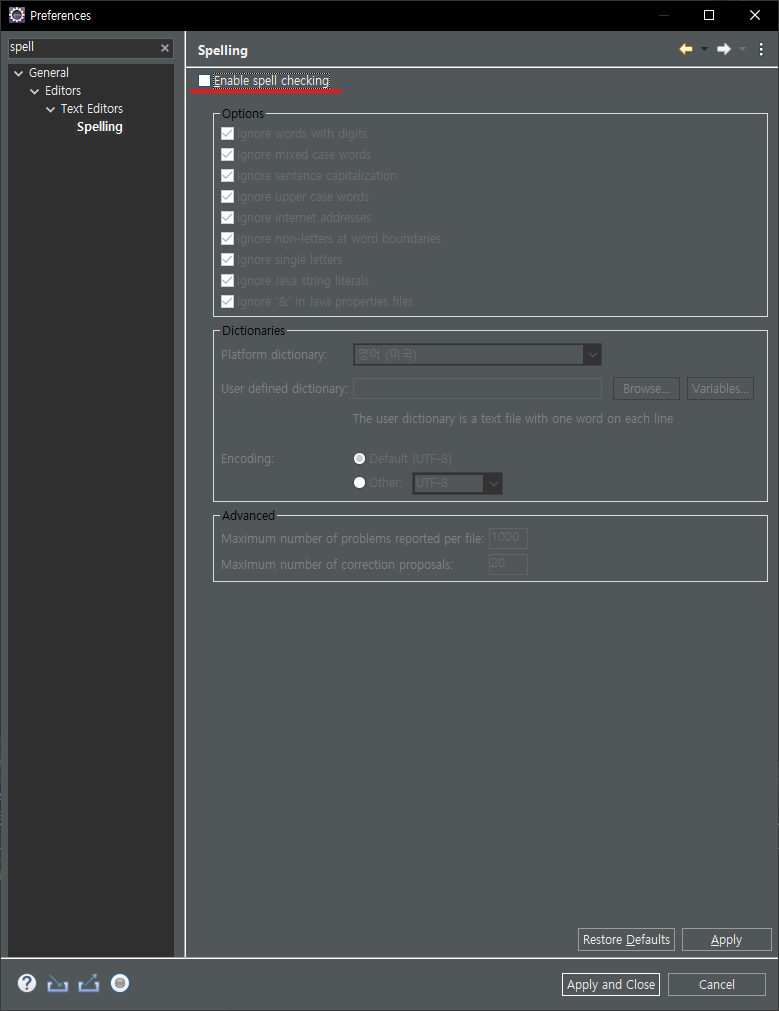 Preferences
spell
General
Editors
Text Editors
Spelling
Spelling
Enable spell checking
Options
Ignore words with digits
Ignore mixed case words
Ignore sentence capitalization
Ignore upper case words
Ignore Internet addresses
Ignore non-letters at word boundaries
Ignore single letters
Ignore Java string literals
Ignore '&' in Java properties files
Dictionaries
Platform dictionary: 영어 (미국)
User defined dictionary: Browse... Variables...
The user dictionary is a text file with one word on each line
Encoding: Default (UTF-8)
Other: UTF-8
Advanced
Maximum number of problems reported per file: 1000
Maximum number of correction proposals: 20
Restore Defaults Apply
Apply and Close Cancel